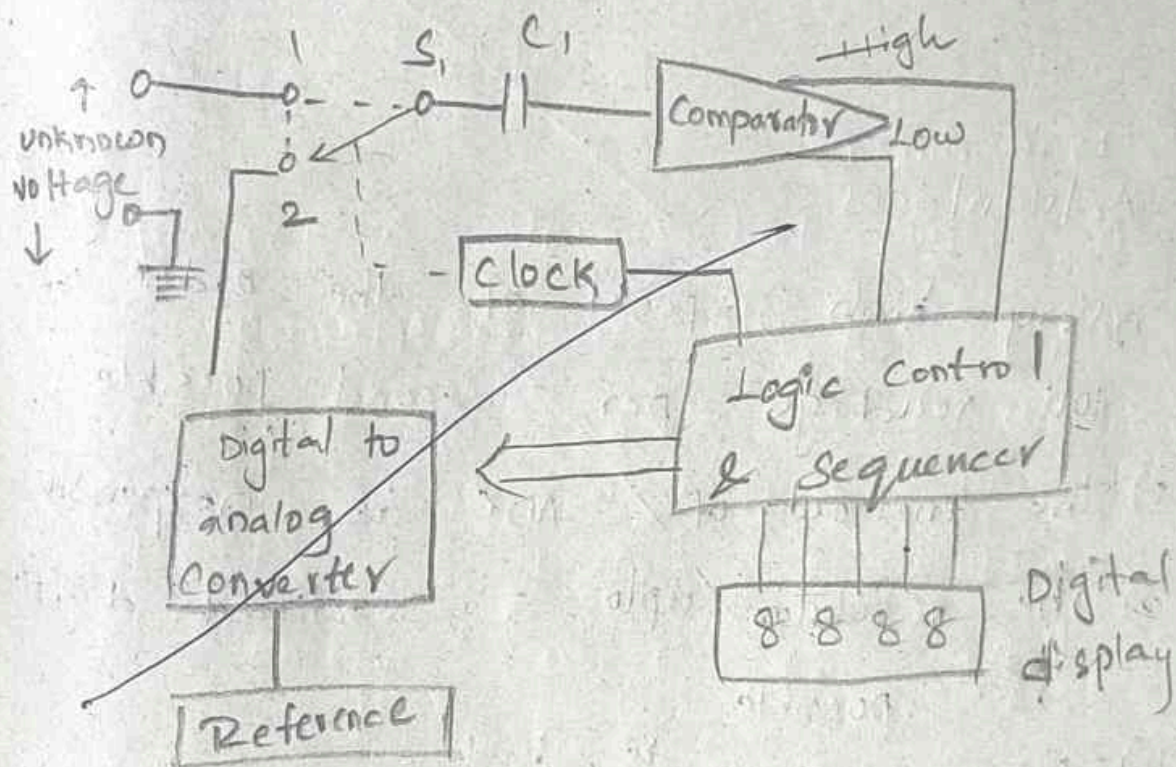 1 S₁ C₁ High
unknown
voltage
2
Comparator Low
Clock
Logic Control
& Sequencer
Digital to
analog
Converter
8 8 8 8
Digital
display
Reference